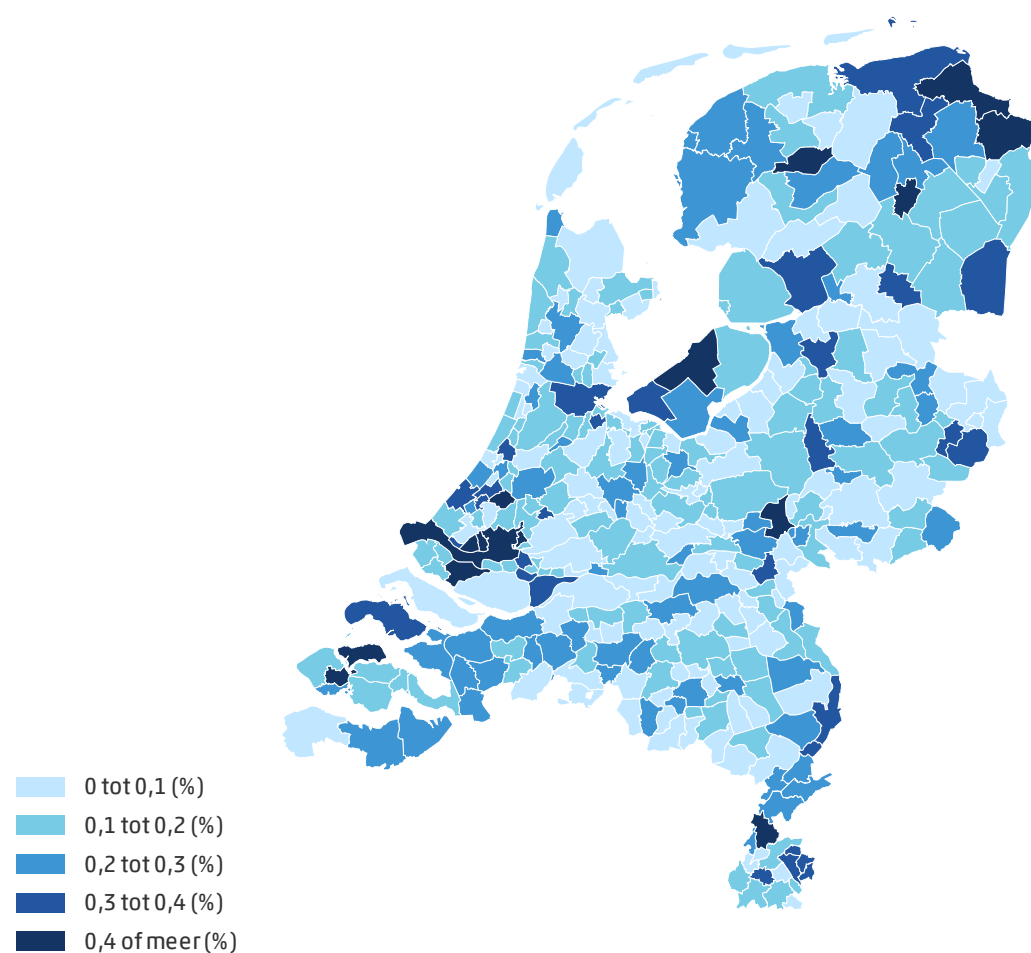 0 tot 0,1 (%)
0,1 tot 0,2 (%)
0,2 tot 0,3 (%)
0,3 tot 0,4 (%)
0,4 of meer (%)